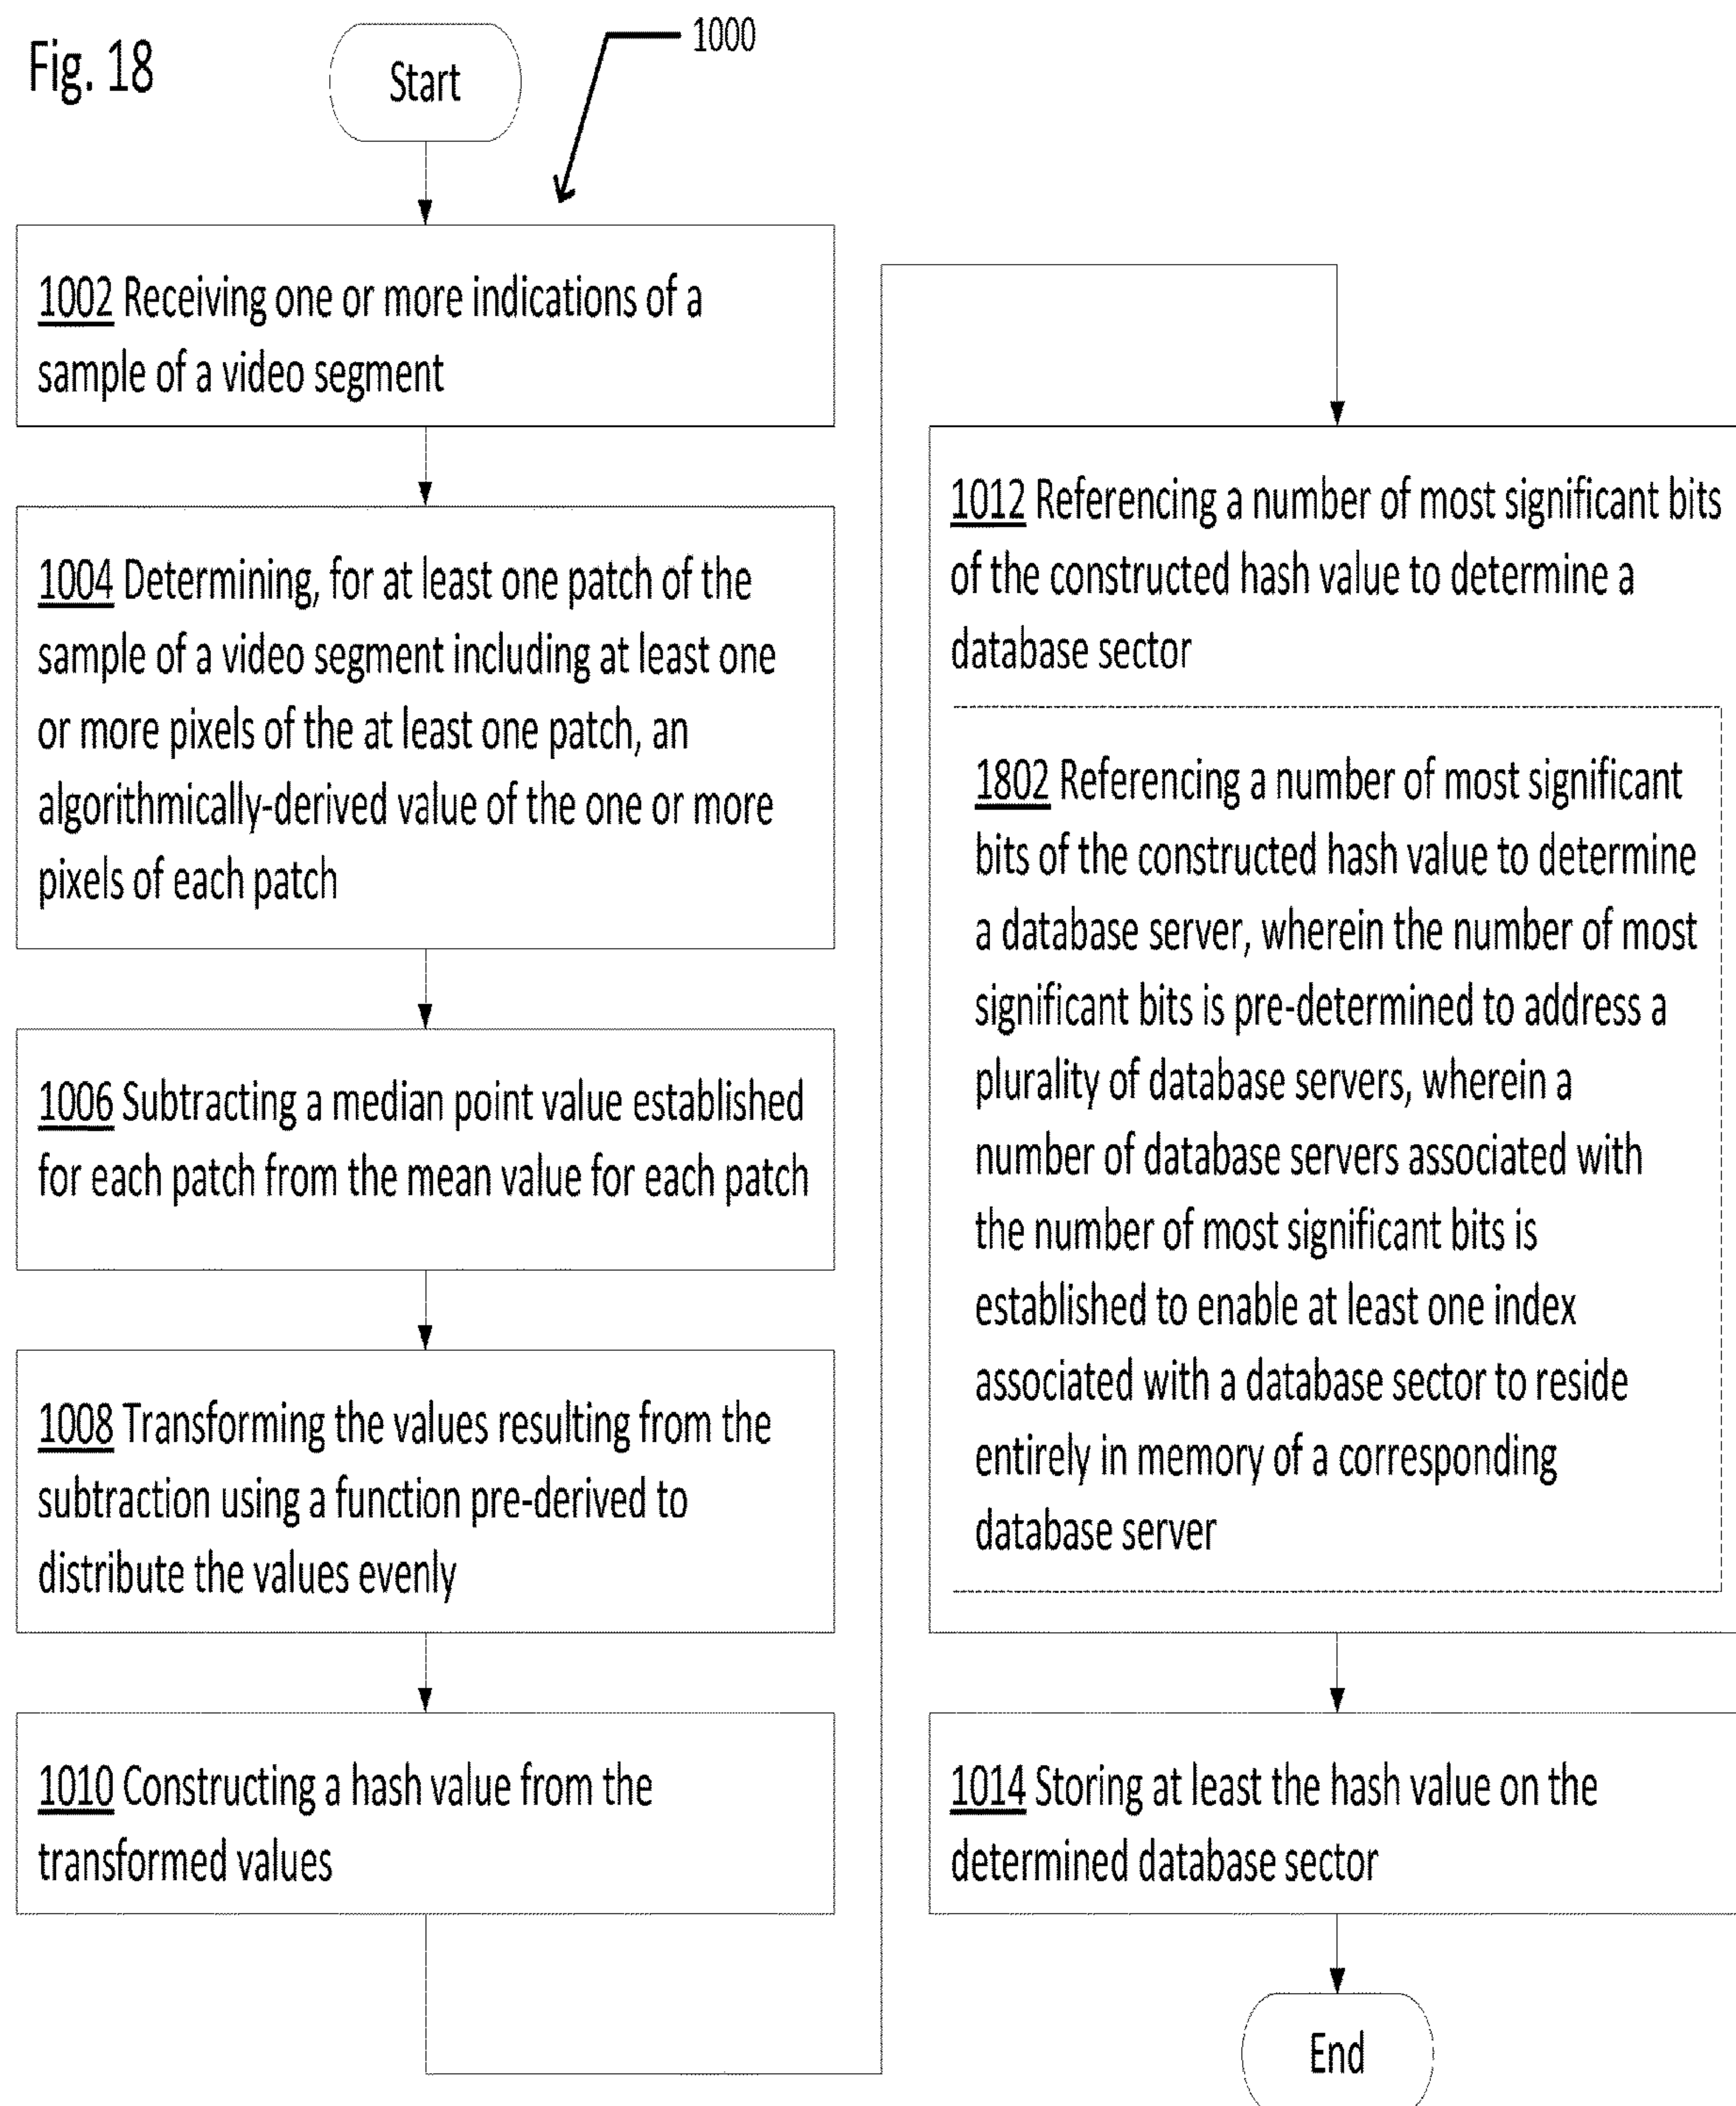 Fig. 18
Start
1000
1002 Receiving one or more indications of a
sample of a video segment
1004 Determining, for at least one patch of the
sample of a video segment including at least one
or more pixels of the at least one patch, an
algorithmically-derived value of the one or more
pixels of each patch
1006 Subtracting a median point value established
for each patch from the mean value for each patch
1008 Transforming the values resulting from the
subtraction using a function pre-derived to
distribute the values evenly
1010 Constructing a hash value from the
transformed values
1012 Referencing a number of most significant bits
of the constructed hash value to determine a
database sector
1802 Referencing a number of most significant
bits of the constructed hash value to determine
a database server, wherein the number of most
significant bits is pre-determined to address a
plurality of database servers, wherein a
number of database servers associated with
the number of most significant bits is
established to enable at least one index
associated with a database sector to reside
entirely in memory of a corresponding
database server
1014 Storing at least the hash value on the
determined database sector
End